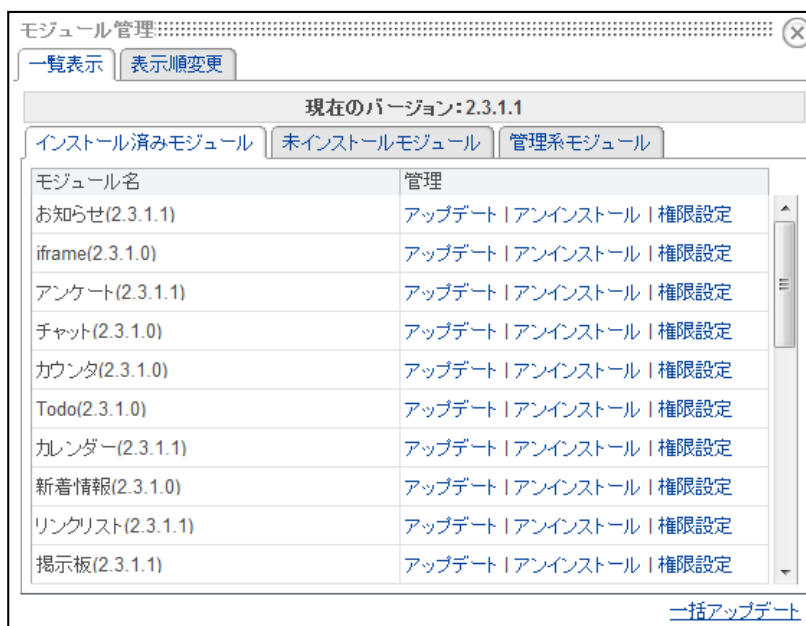 モジュール管理
一覧表示 表示順変更
現在のバージョン:2.3.1.1
インストール済みモジュール 未インストールモジュール 管理系モジュール
モジュール名 管理
お知らせ(2.3.1.1) アップデート | アンインストール | 権限設定
iframe(2.3.1.0) アップデート | アンインストール | 権限設定
アンケート(2.3.1.1) アップデート | アンインストール | 権限設定
チャット(2.3.1.0) アップデート | アンインストール | 権限設定
カウンタ(2.3.1.0) アップデート | アンインストール | 権限設定
Todo(2.3.1.0) アップデート | アンインストール | 権限設定
カレンダー(2.3.1.1) アップデート | アンインストール | 権限設定
新着情報(2.3.1.0) アップデート | アンインストール | 権限設定
リンクリスト(2.3.1.1) アップデート | アンインストール | 権限設定
掲示板(2.3.1.1) アップデート | アンインストール | 権限設定
一括アップデート